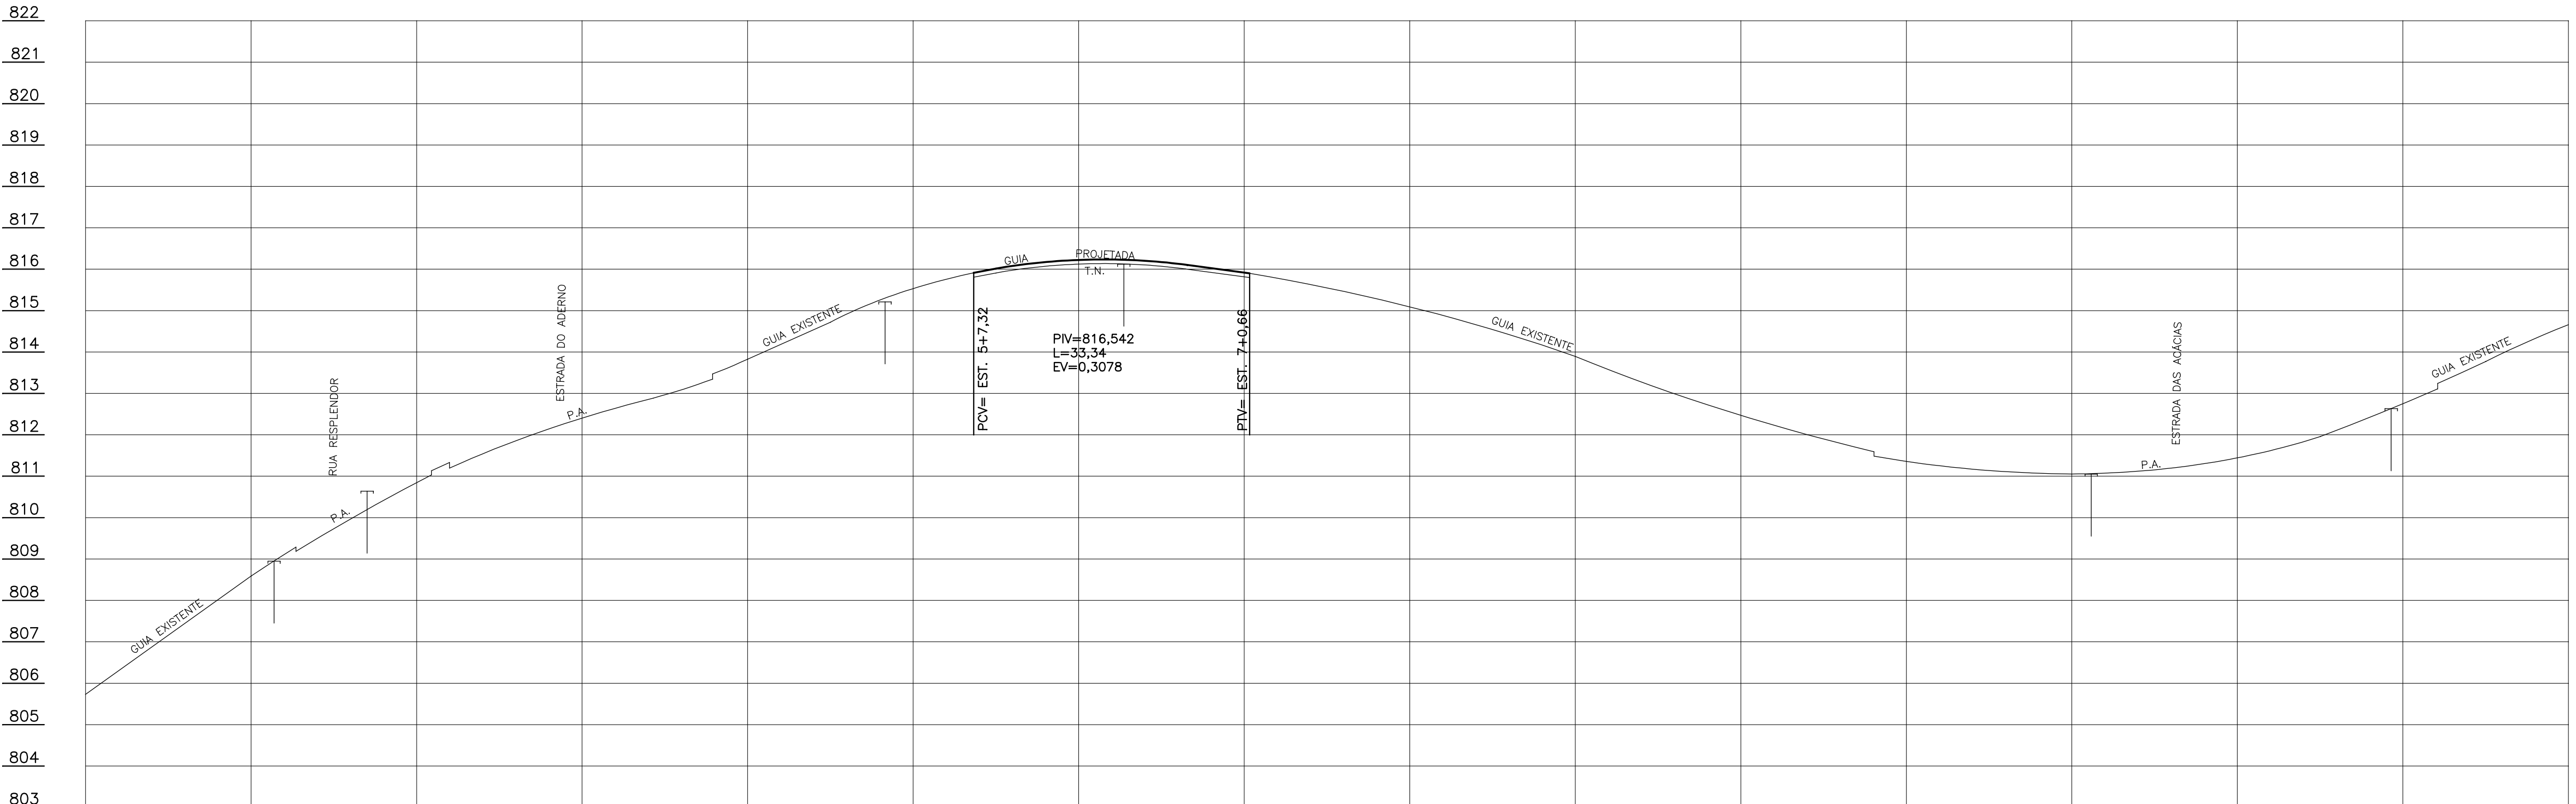 822
821
820
819
818
817
816
815
814
813
812
811
810
809
808
807
806
805
804
803
GUIA EXISTENTE
P.A.
RUA RESPLENDOR
ESTRADA DO ADERNO
P.A.
GUIA EXISTENTE
PCV= EST. 5+7,32
GUIA PROJETADA
T.N.
PIV=816,542
L=33,34
EV=0,3078
PTV= EST. 7+0,66
GUIA EXISTENTE
P.A.
ESTRADA DAS ACÁCIAS
GUIA EXISTENTE